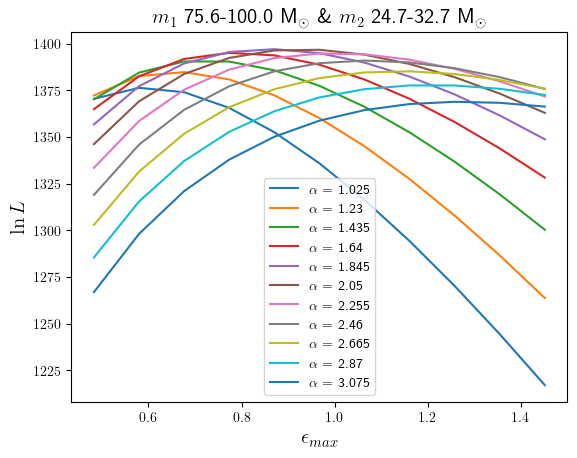 m₁ 75.6-100.0 M⊙ & m₂ 24.7-32.7 M⊙
ln L
1400
1375
1350
1325
1300
1275
1250
1225
α = 1.025
α = 1.23
α = 1.435
α = 1.64
α = 1.845
α = 2.05
α = 2.255
α = 2.46
α = 2.665
α = 2.87
α = 3.075
0.6 0.8 1.0 1.2 1.4
ϵₘₐₓ